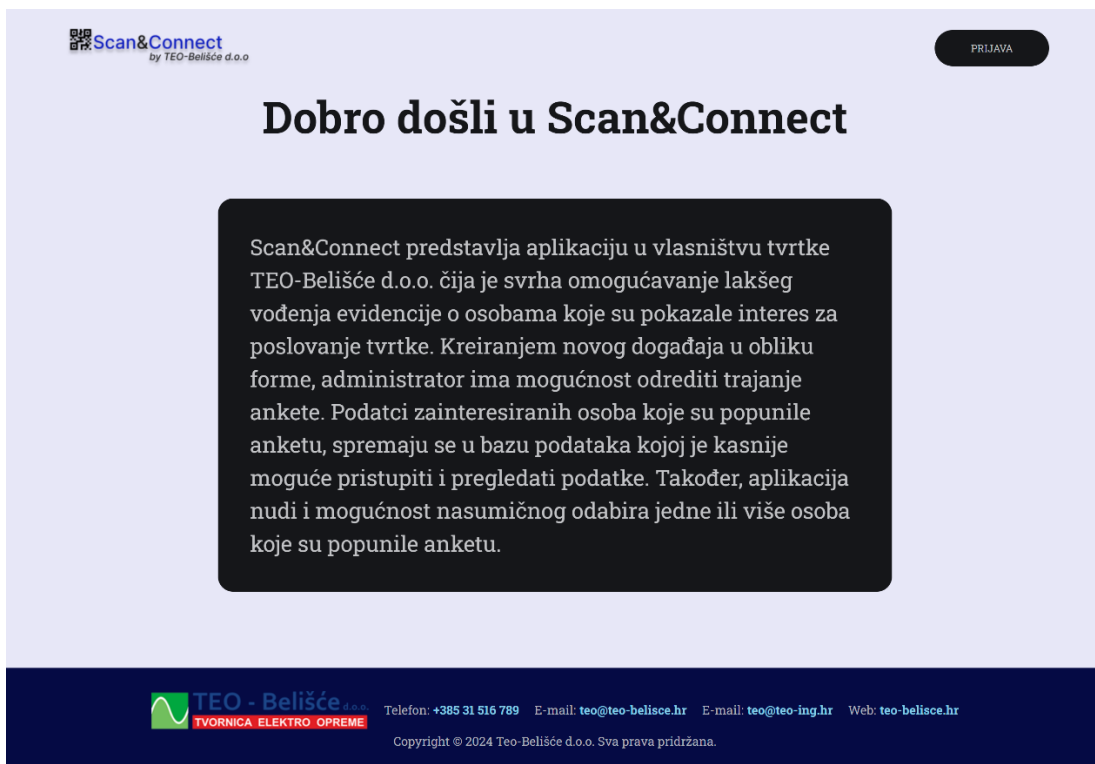 Scan&Connect
by TEO-Belišće d.o.o
PRIJAVA
Dobro došli u Scan&Connect
Scan&Connect predstavlja aplikaciju u vlasništvu tvrtke
TEO-Belišće d.o.o. čija je svrha omogućavanje lakšeg
vođenja evidencije o osobama koje su pokazale interes za
poslovanje tvrtke. Kreiranjem novog događaja u obliku
forme, administrator ima mogućnost odrediti trajanje
ankete. Podatci zainteresiranih osoba koje su popunile
anketu, spremaju se u bazu podataka kojoj je kasnije
moguće pristupiti i pregledati podatke. Također, aplikacija
nudi i mogućnost nasumičnog odabira jedne ili više osoba
koje su popunile anketu.
TEO - Belišće d.o.o.
TVORNICA ELEKTRO OPREME
Telefon: +385 31 516 789 E-mail: teo@teo-belisce.hr E-mail: teo@teo-ing.hr Web: teo-belisce.hr
Copyright © 2024 Teo-Belišće d.o.o. Sva prava pridržana.